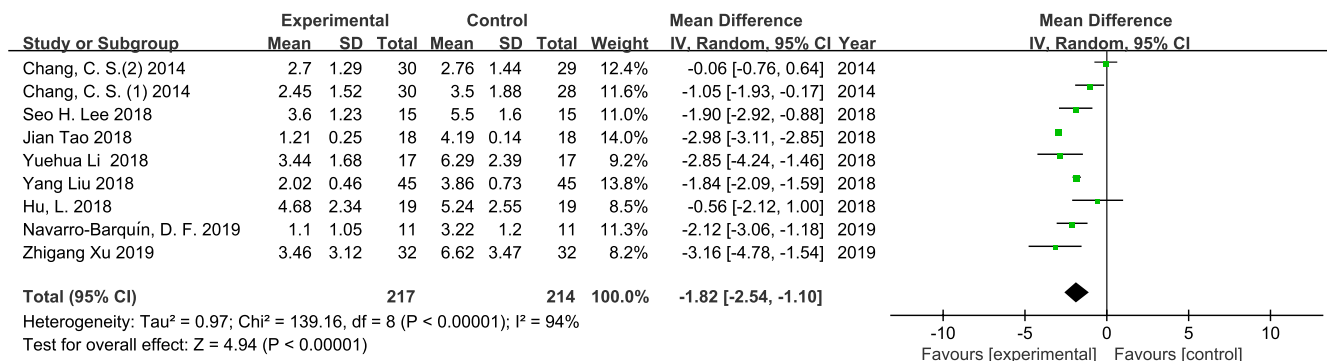 Experimental Control Mean Difference Mean Difference
Study or Subgroup Mean SD Total Mean SD Total Weight IV, Random, 95% CI Year IV, Random, 95% CI
Chang, C. S.(2) 2014 2.7 1.29 30 2.76 1.44 29 12.4% -0.06 [-0.76, 0.64] 2014
Chang, C. S. (1) 2014 2.45 1.52 30 3.5 1.88 28 11.6% -1.05 [-1.93, -0.17] 2014
Seo H. Lee 2018 3.6 1.23 15 5.5 1.6 15 11.0% -1.90 [-2.92, -0.88] 2018
Jian Tao 2018 1.21 0.25 18 4.19 0.14 18 14.0% -2.98 [-3.11, -2.85] 2018
Yuehua Li 2018 3.44 1.68 17 6.29 2.39 17 9.2% -2.85 [-4.24, -1.46] 2018
Yang Liu 2018 2.02 0.46 45 3.86 0.73 45 13.8% -1.84 [-2.09, -1.59] 2018
Hu, L. 2018 4.68 2.34 19 5.24 2.55 19 8.5% -0.56 [-2.12, 1.00] 2018
Navarro-Barquín, D. F. 2019 1.1 1.05 11 3.22 1.2 11 11.3% -2.12 [-3.06, -1.18] 2019
Zhigang Xu 2019 3.46 3.12 32 6.62 3.47 32 8.2% -3.16 [-4.78, -1.54] 2019
Total (95% CI) 217 214 100.0% -1.82 [-2.54, -1.10]
Heterogeneity: Tau² = 0.97; Chi² = 139.16, df = 8 (P < 0.00001); I² = 94%
Test for overall effect: Z = 4.94 (P < 0.00001)
-10 -5 0 5 10
Favours [experimental] Favours [control]